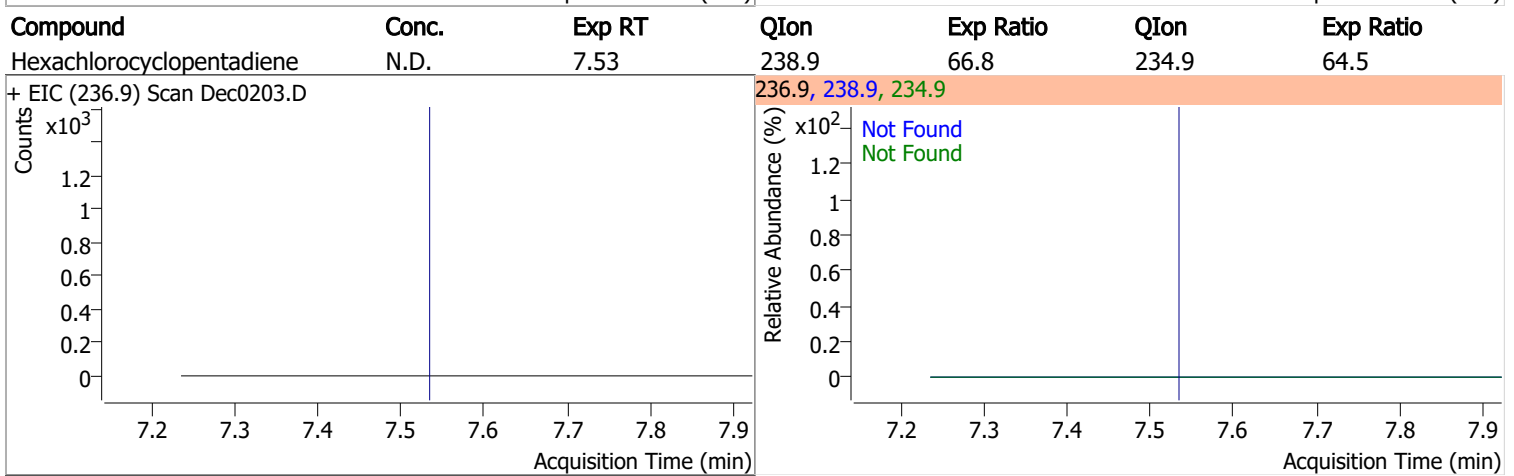 Compound Conc. Exp RT QIon Exp Ratio QIon Exp Ratio
Hexachlorocyclopentadiene N.D. 7.53 238.9 66.8 234.9 64.5
+ EIC (236.9) Scan Dec0203.D
Counts
x10³
1.2
1
0.8
0.6
0.4
0.2
0
7.2 7.3 7.4 7.5 7.6 7.7 7.8 7.9
Acquisition Time (min)
236.9, 238.9, 234.9
Relative Abundance (%)
x10²
Not Found
Not Found
1.2
1
0.8
0.6
0.4
0.2
0
7.2 7.3 7.4 7.5 7.6 7.7 7.8 7.9
Acquisition Time (min)